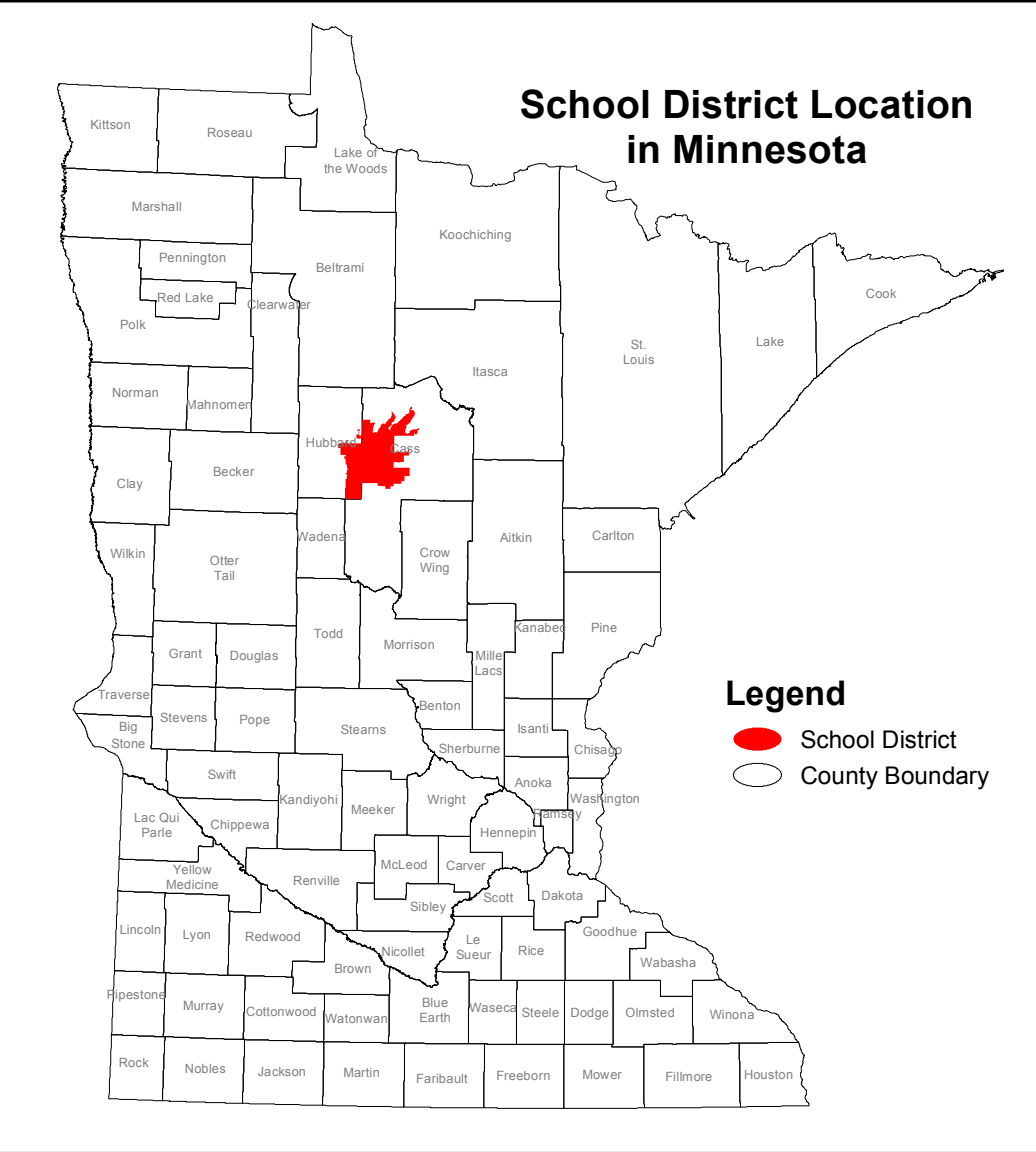 School District Location
in Minnesota
Kittson
Roseau
Lake of
the Woods
Marshall
Koochiching
Pennington
Beltrami
Red Lake
Clearwater
Cook
Polk
St.
Louis
Lake
Itasca
Norman
Mahnomen
Hubbard
Cass
Becker
Clay
Wadena
Aitkin
Carlton
Wilkin
Otter
Tail
Crow
Wing
Todd
Morrison
Kanabec
Pine
Grant
Douglas
Mille
Lacs
Traverse
Benton
Stevens
Pope
Stearns
Isanti
Big
Stone
Sherburne
Chisago
Legend
School District
County Boundary
Swift
Kandiyohi
Anoka
Wright
Washington
Meeker
Ramsey
Lac Qui
Parle
Chippewa
Hennepin
McLeod
Carver
Yellow
Medicine
Renville
Scott
Dakota
Sibley
Lincoln
Lyon
Redwood
Goodhue
Le
Sueur
Rice
Nicollet
Brown
Wabasha
Pipestone
Murray
Cottonwood
Watonwan
Blue
Earth
Waseca
Steele
Dodge
Olmsted
Winona
Rock
Nobles
Jackson
Martin
Faribault
Freeborn
Mower
Fillmore
Houston